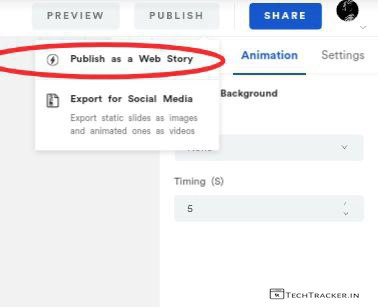 PREVIEW
PUBLISH
SHARE
Publish as a Web Story
Animation
Settings
Export for Social Media
Background
Export static slides as images
and animated ones as videos
Timing (S)
5
TECHTRACKER.IN